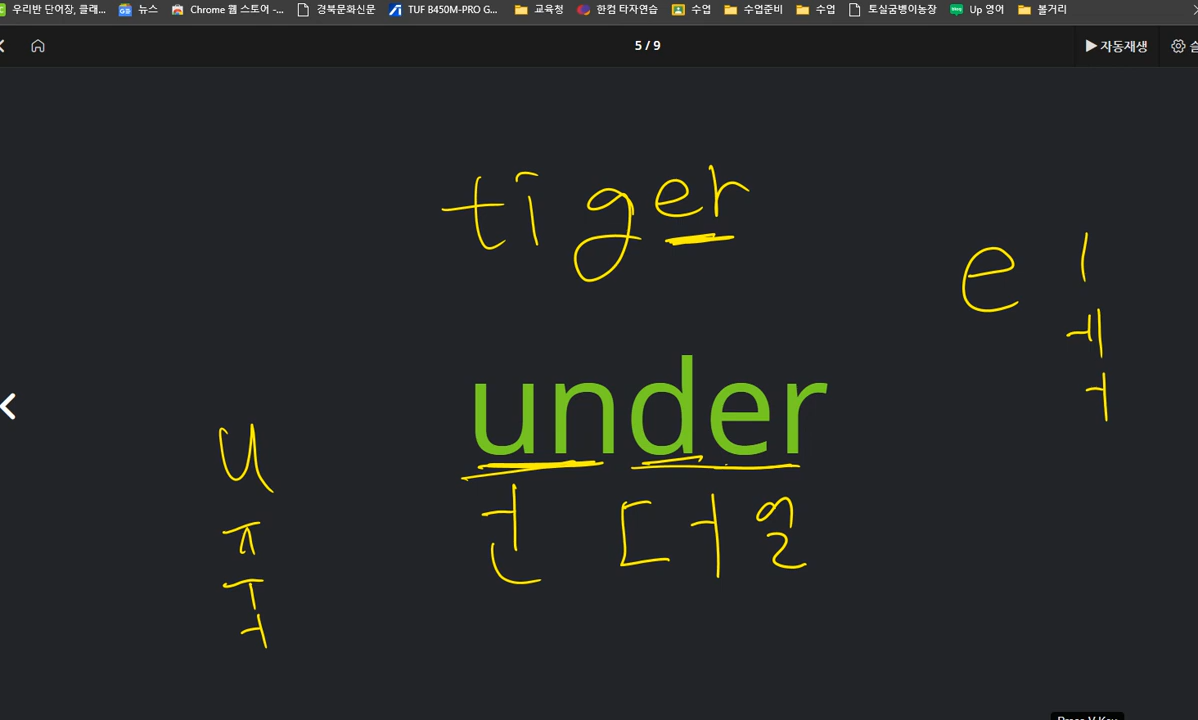 우리반 단어장, 클래... 뉴스 Chrome 웹 스토어 -... 경북문화신문 TUF B450M-PRO G... 교육청 한컴 타자연습 수업 수업준비 수업 토실굼벵이농장 Up 영어 볼거리
5 / 9 ▶ 자동재생 슬
tiger
e ㅣ
ㅔ
ㅓ
under
u
ㅠ
ㅜ
ㅓ
ㄷㅓ
Press V Key